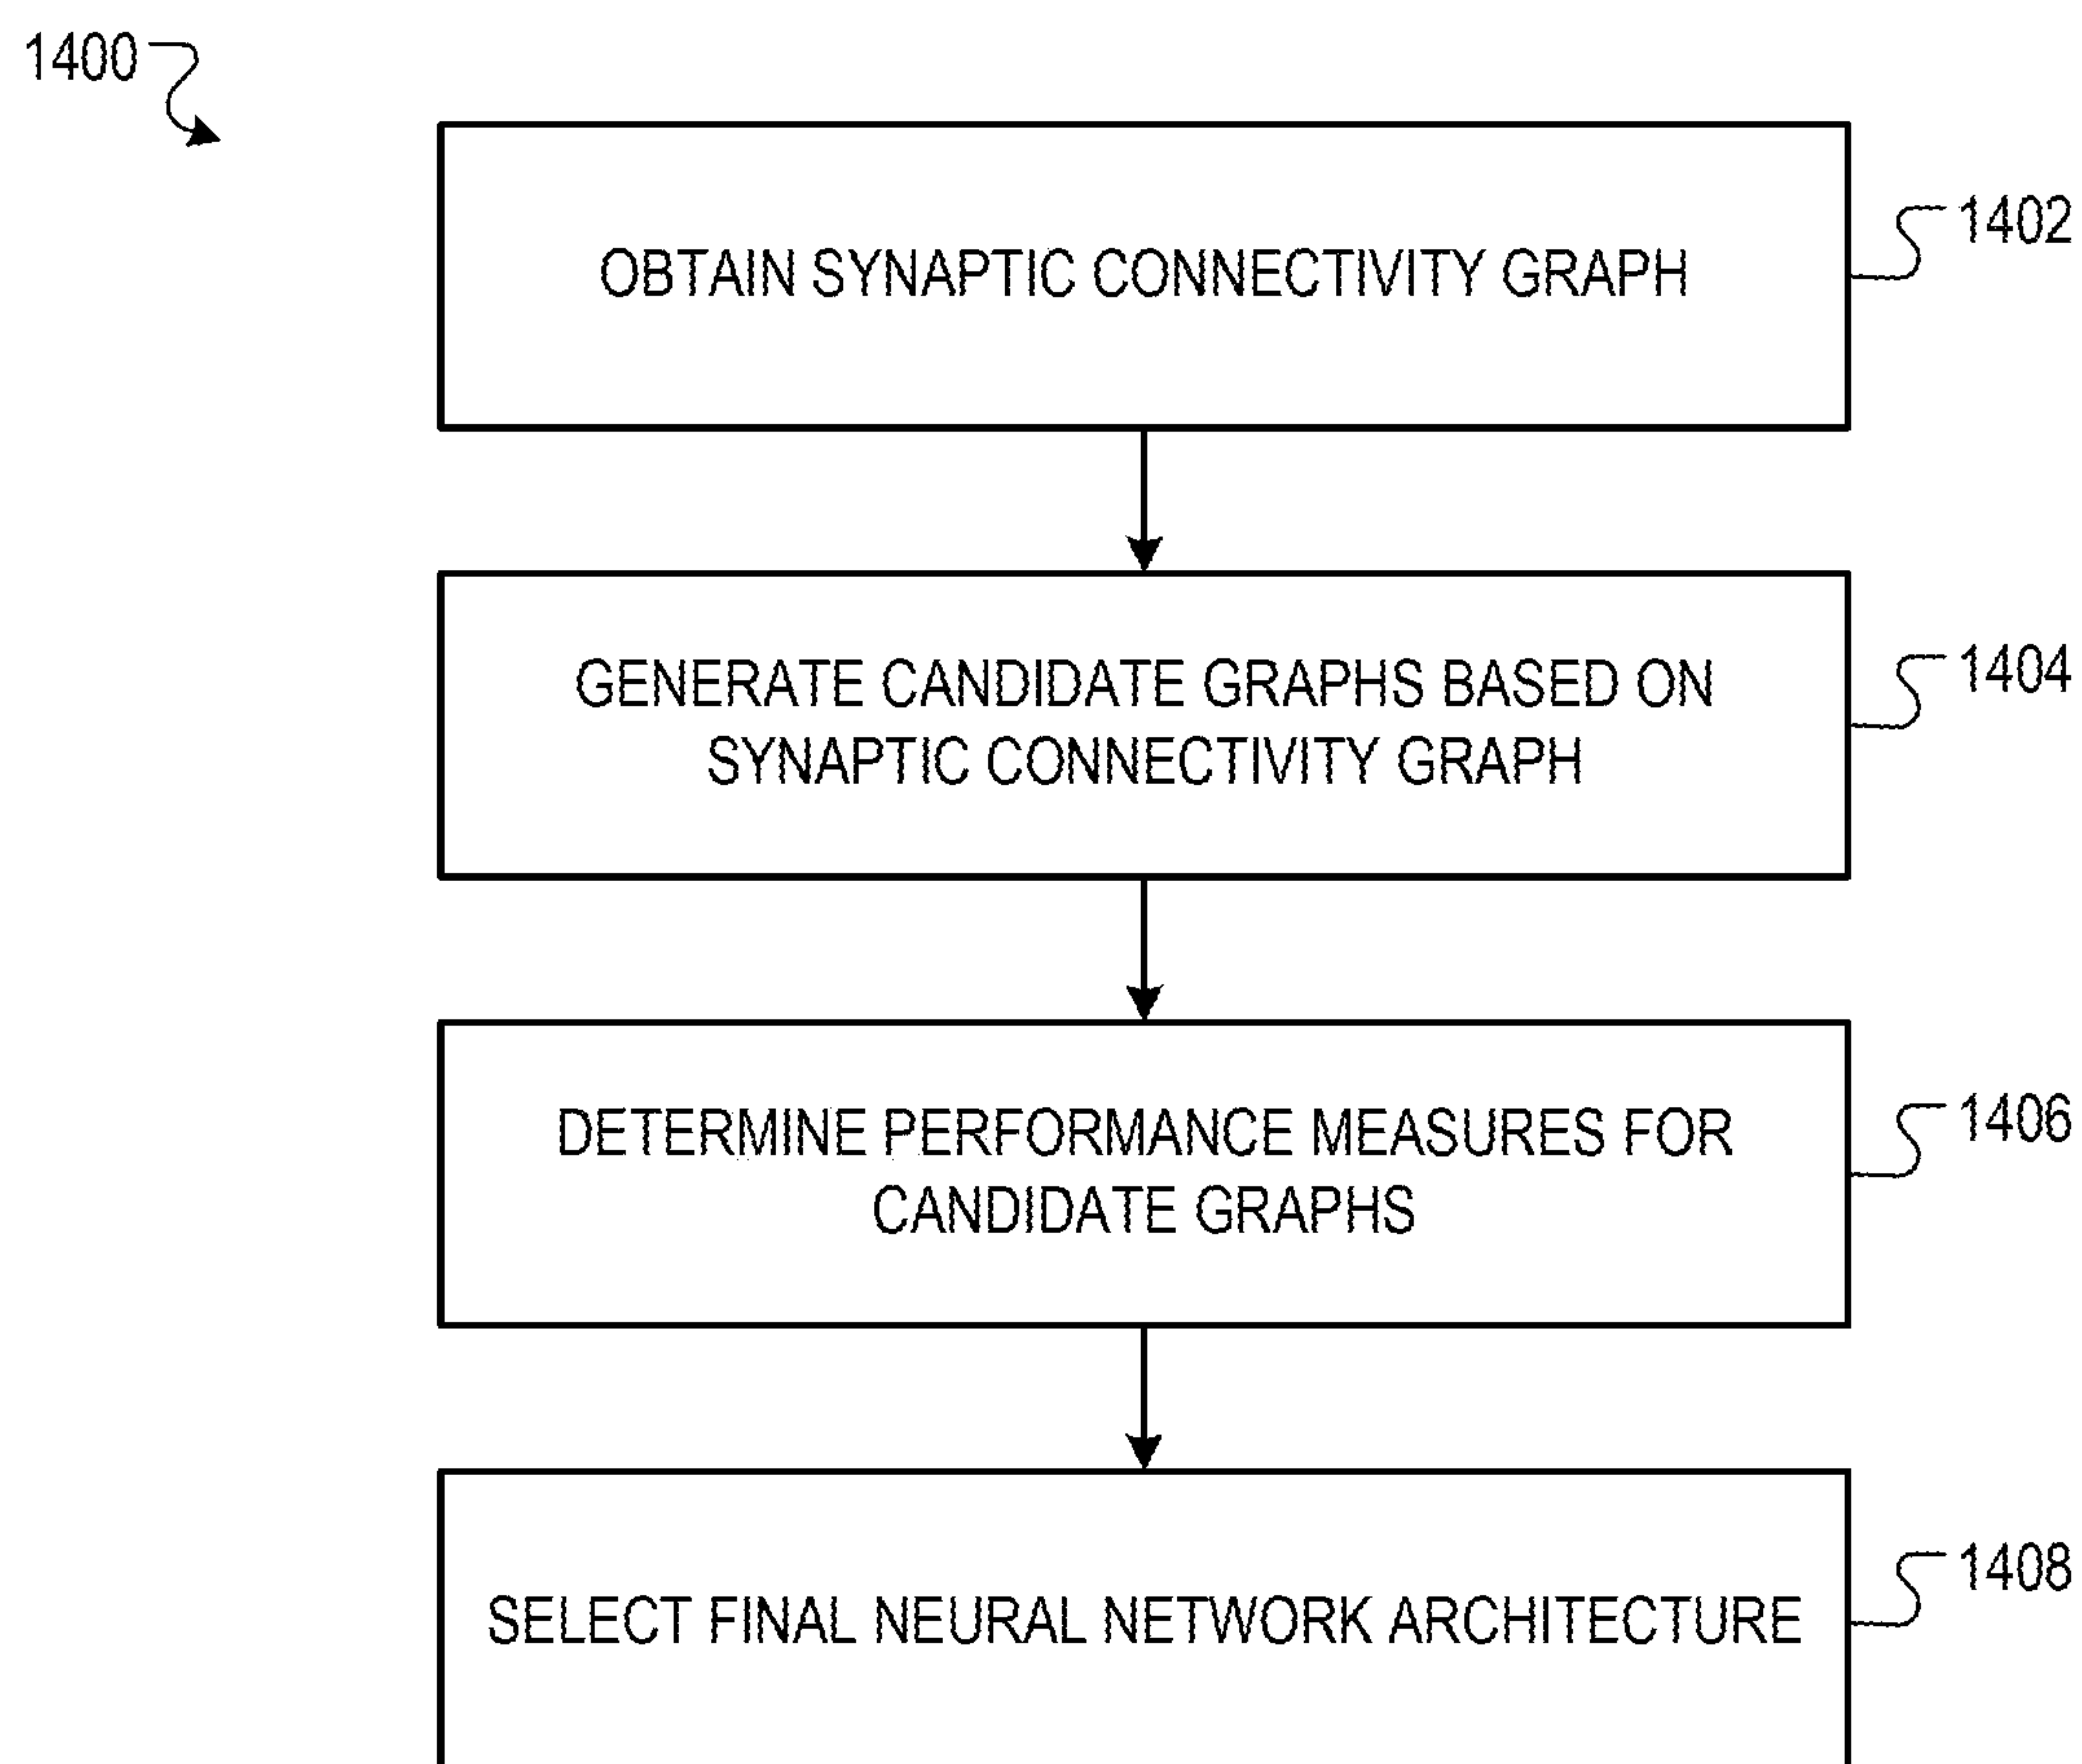 1400
OBTAIN SYNAPTIC CONNECTIVITY GRAPH
1402
GENERATE CANDIDATE GRAPHS BASED ON
SYNAPTIC CONNECTIVITY GRAPH
1404
DETERMINE PERFORMANCE MEASURES FOR
CANDIDATE GRAPHS
1406
SELECT FINAL NEURAL NETWORK ARCHITECTURE
1408